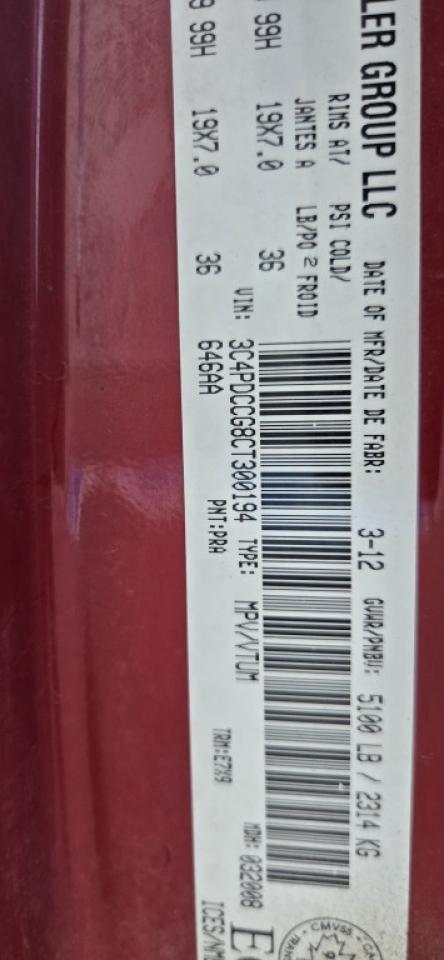 LER GROUP LLC
DATE OF MFR/DATE DE FABR: 3-12 GVWR/PNBV: 5100 LB / 2314 KG
RIMS AT/ PSI COLD/
JANTES A LB/PO 2 FROID
99H 19X7.0 36
99H 19X7.0 36
VIN: 3C4PDCCG8CT300194 TYPE: MPV/VTUM MDH: 032008
646AA PNT:PRA TRM:E7X9
CMVSS